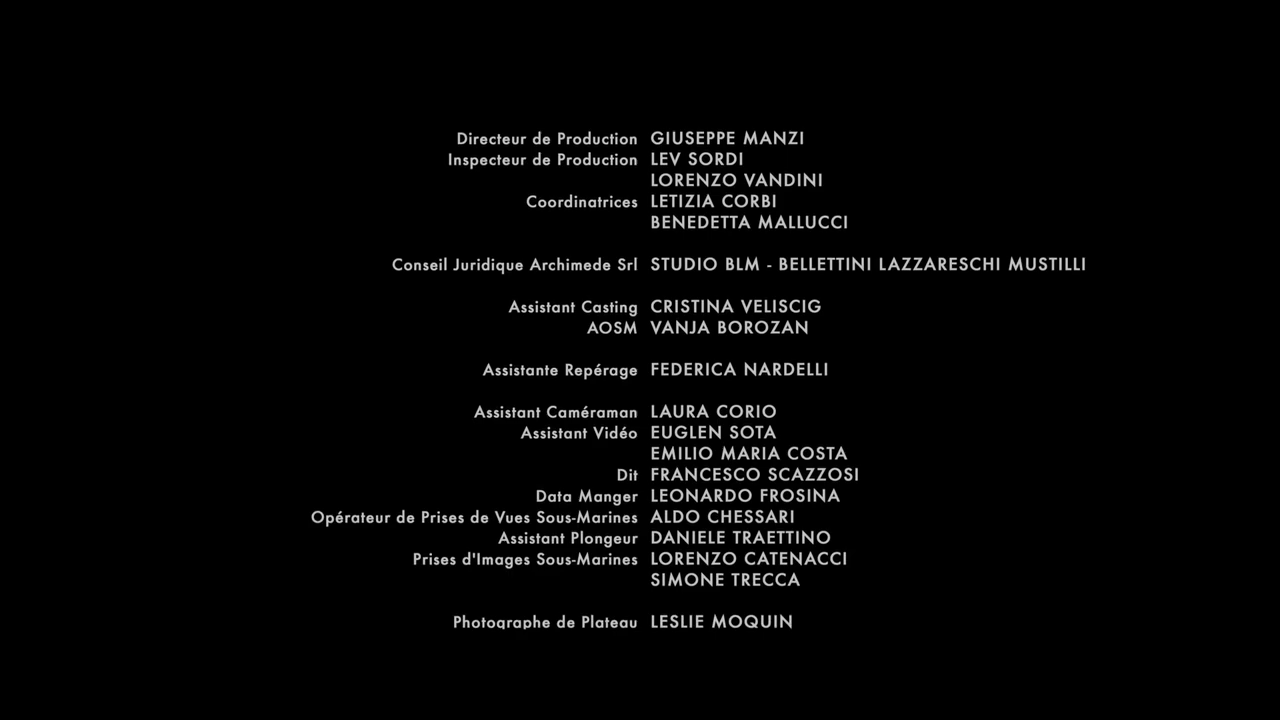 Directeur de Production GIUSEPPE MANZI
Inspecteur de Production LEV SORDI
LORENZO VANDINI
Coordinatrices LETIZIA CORBI
BENEDETTA MALLUCCI
Conseil Juridique Archimede Srl STUDIO BLM - BELLETTINI LAZZARESCHI MUSTILLI
Assistant Casting CRISTINA VELISCIG
AOSM VANJA BOROZAN
Assistante Repérage FEDERICA NARDELLI
Assistant Caméraman LAURA CORIO
Assistant Vidéo EUGLEN SOTA
EMILIO MARIA COSTA
Dit FRANCESCO SCAZZOSI
Data Manger LEONARDO FROSINA
Opérateur de Prises de Vues Sous-Marines ALDO CHESSARI
Assistant Plongeur DANIELE TRAETTINO
Prises d'Images Sous-Marines LORENZO CATENACCI
SIMONE TRECCA
Photographe de Plateau LESLIE MOQUIN